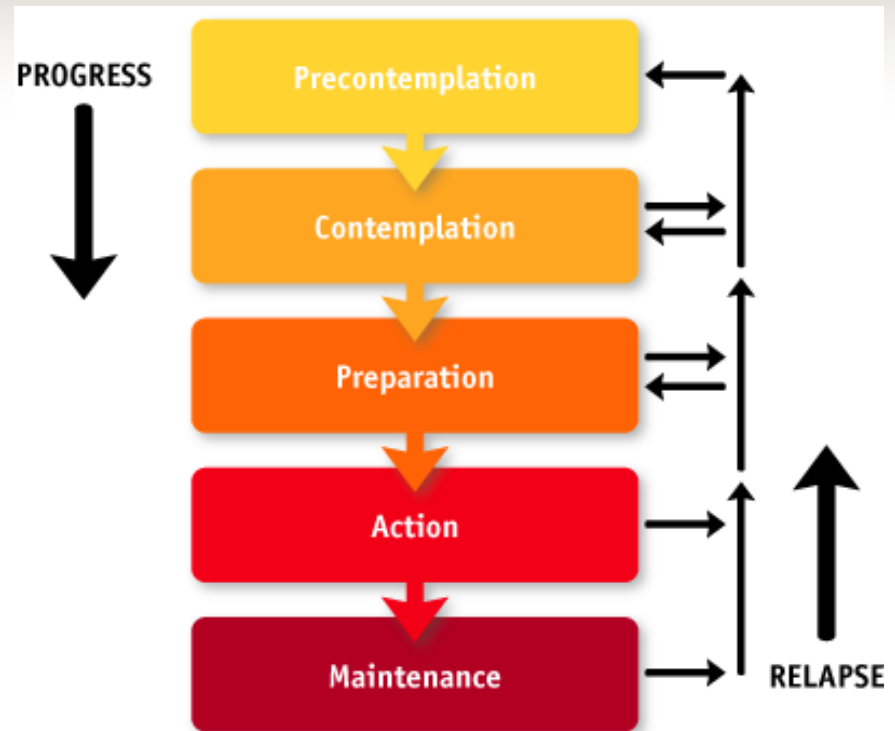 PROGRESS
Precontemplation
Contemplation
Preparation
Action
Maintenance
RELAPSE